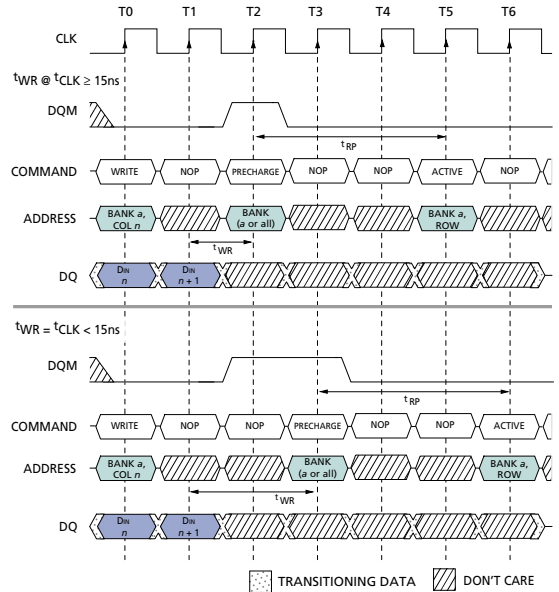 T0 T1 T2 T3 T4 T5 T6
CLK
tWR @ tCLK ≥ 15ns
DQM
tRP
COMMAND WRITE NOP PRECHARGE NOP NOP ACTIVE NOP
ADDRESS BANK a, COL n BANK (a or all) BANK a, ROW
tWR
DQ DIN n DIN n + 1
tWR = tCLK < 15ns
DQM
tRP
COMMAND WRITE NOP NOP PRECHARGE NOP NOP ACTIVE
ADDRESS BANK a, COL n BANK (a or all) BANK a, ROW
tWR
DQ DIN n DIN n + 1
TRANSITIONING DATA DON'T CARE